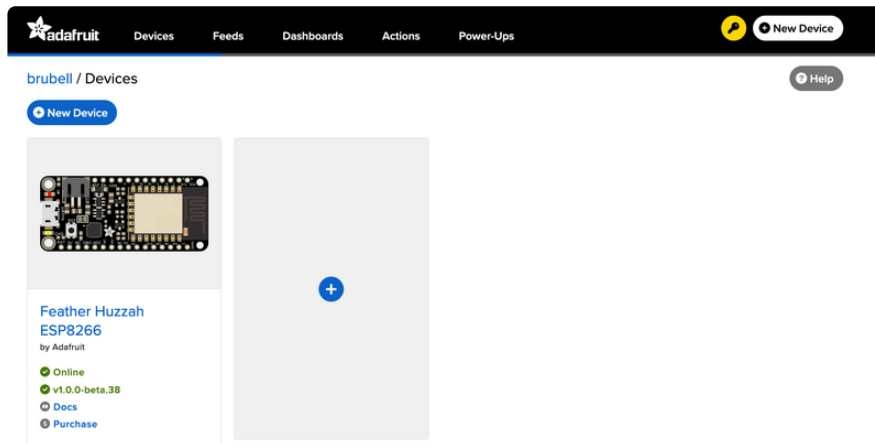 adafruit Devices Feeds Dashboards Actions Power-Ups New Device
brubell / Devices
Help
New Device
Feather Huzzah
ESP8266
by Adafruit
Online
v1.0.0-beta.38
Docs
Purchase